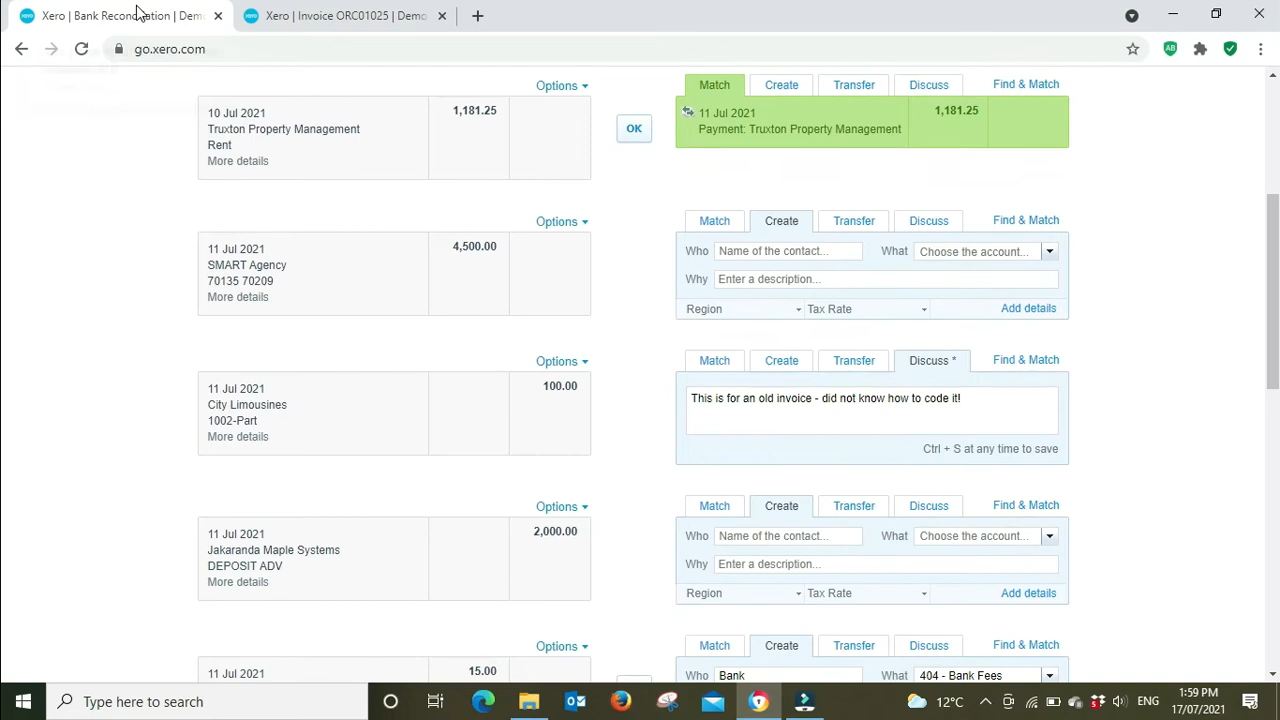 Xero | Bank Reconciliation | Dem
Xero | Invoice ORC01025 | Demo
go.xero.com
Options
Match
Create
Transfer
Discuss
Find & Match
10 Jul 2021
1,181.25
Truxton Property Management
Rent
More details
OK
11 Jul 2021
1,181.25
Payment: Truxton Property Management
Options
Match
Create
Transfer
Discuss
Find & Match
11 Jul 2021
4,500.00
SMART Agency
70135 70209
More details
Who Name of the contact...
What Choose the account...
Why Enter a description...
Region
Tax Rate
Add details
Options
Match
Create
Transfer
Discuss *
Find & Match
11 Jul 2021
100.00
City Limousines
1002-Part
More details
This is for an old invoice - did not know how to code it!
Ctrl + S at any time to save
Options
Match
Create
Transfer
Discuss
Find & Match
11 Jul 2021
2,000.00
Jakaranda Maple Systems
DEPOSIT ADV
More details
Who Name of the contact...
What Choose the account...
Why Enter a description...
Region
Tax Rate
Add details
Options
Match
Create
Transfer
Discuss
Find & Match
11 Jul 2021
15.00
Who Bank
What 404 - Bank Fees
Type here to search
12°C
ENG
1:59 PM
17/07/2021